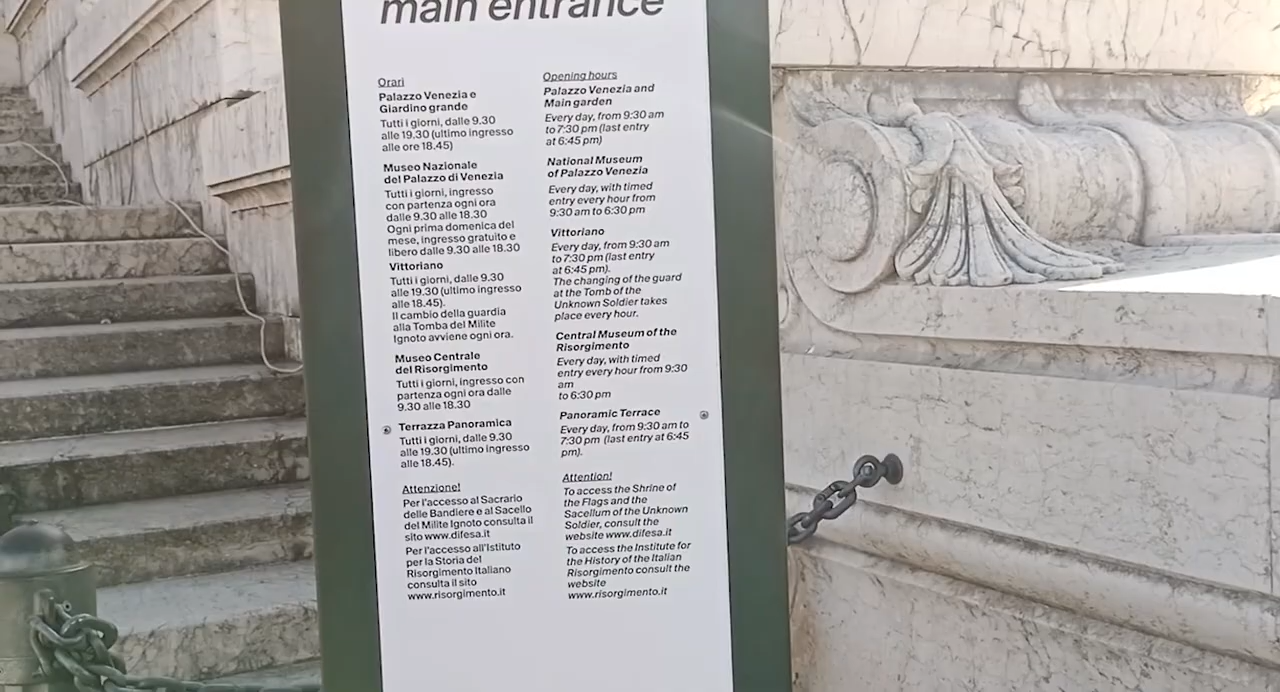 main entrance
Orari
Palazzo Venezia e
Giardino grande
Tutti i giorni, dalle 9.30
alle 19.30 (ultimo ingresso
alle ore 18.45)
Museo Nazionale
del Palazzo di Venezia
Tutti i giorni, ingresso
con partenza ogni ora
dalle 9.30 alle 18.30
Ogni prima domenica del
mese, ingresso gratuito e
libero dalle 9.30 alle 18.30
Vittoriano
Tutti i giorni, dalle 9.30
alle 19.30 (ultimo ingresso
alle 18.45).
Il cambio della guardia
alla Tomba del Milite
Ignoto avviene ogni ora.
Museo Centrale
del Risorgimento
Tutti i giorni, ingresso con
partenza ogni ora dalle
9.30 alle 18.30
Terrazza Panoramica
Tutti i giorni, dalle 9.30
alle 19.30 (ultimo ingresso
alle 18.45).
Attenzione!
Per l'accesso al Sacrario
delle Bandiere e al Sacello
del Milite Ignoto consulta il
sito www.difesa.it
Per l'accesso all'Istituto
per la Storia del
Risorgimento Italiano
consulta il sito
www.risorgimento.it
Opening hours
Palazzo Venezia and
Main garden
Every day, from 9:30 am
to 7:30 pm (last entry
at 6:45 pm)
National Museum
of Palazzo Venezia
Every day, with timed
entry every hour from
9:30 am to 6:30 pm
Vittoriano
Every day, from 9:30 am
to 7:30 pm (last entry
at 6:45 pm).
The changing of the guard
at the Tomb of the
Unknown Soldier takes
place every hour.
Central Museum of the
Risorgimento
Every day, with timed
entry every hour from 9:30
am
to 6:30 pm
Panoramic Terrace
Every day, from 9:30 am to
7:30 pm (last entry at 6:45
pm).
Attention!
To access the Shrine of
the Flags and the
Sacellum of the Unknown
Soldier, consult the
website www.difesa.it
To access the Institute for
the History of the Italian
Risorgimento consult the
website
www.risorgimento.it